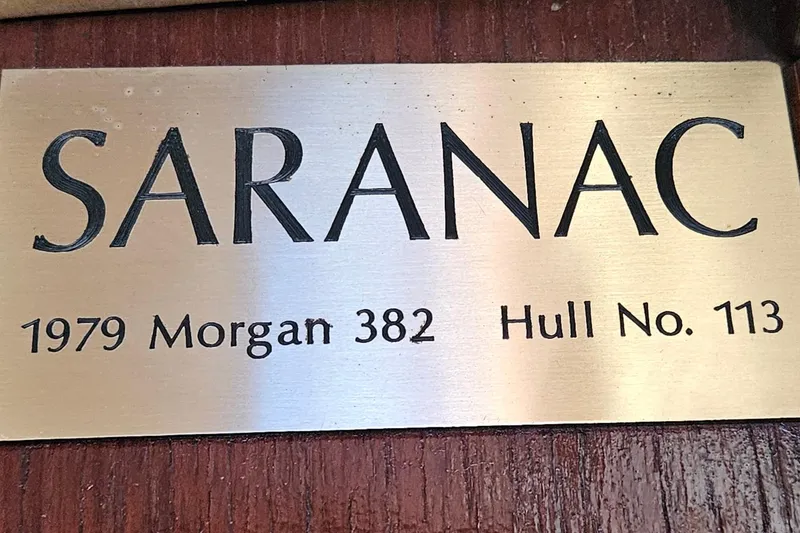 SARANAC
1979 Morgan 382 Hull No. 113